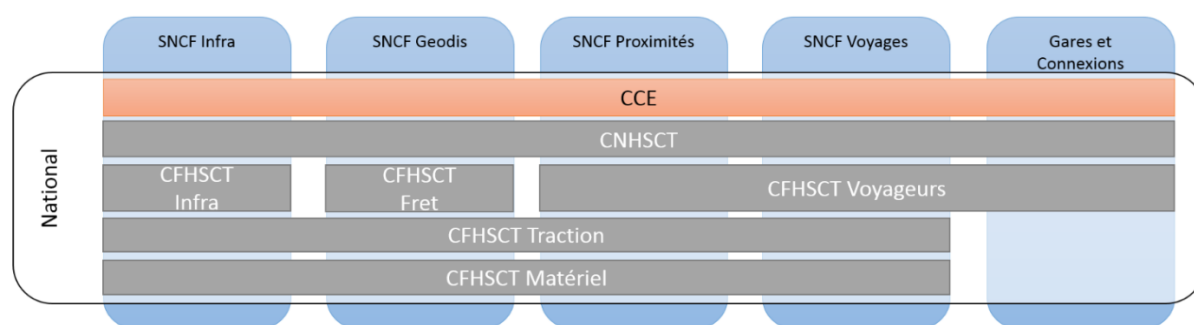 SNCF Infra
SNCF Geodis
SNCF Proximités
SNCF Voyages
Gares et
Connexions
National
CCE
CNHSCT
CFHSCT
Infra
CFHSCT
Fret
CFHSCT Voyageurs
CFHSCT Traction
CFHSCT Matériel